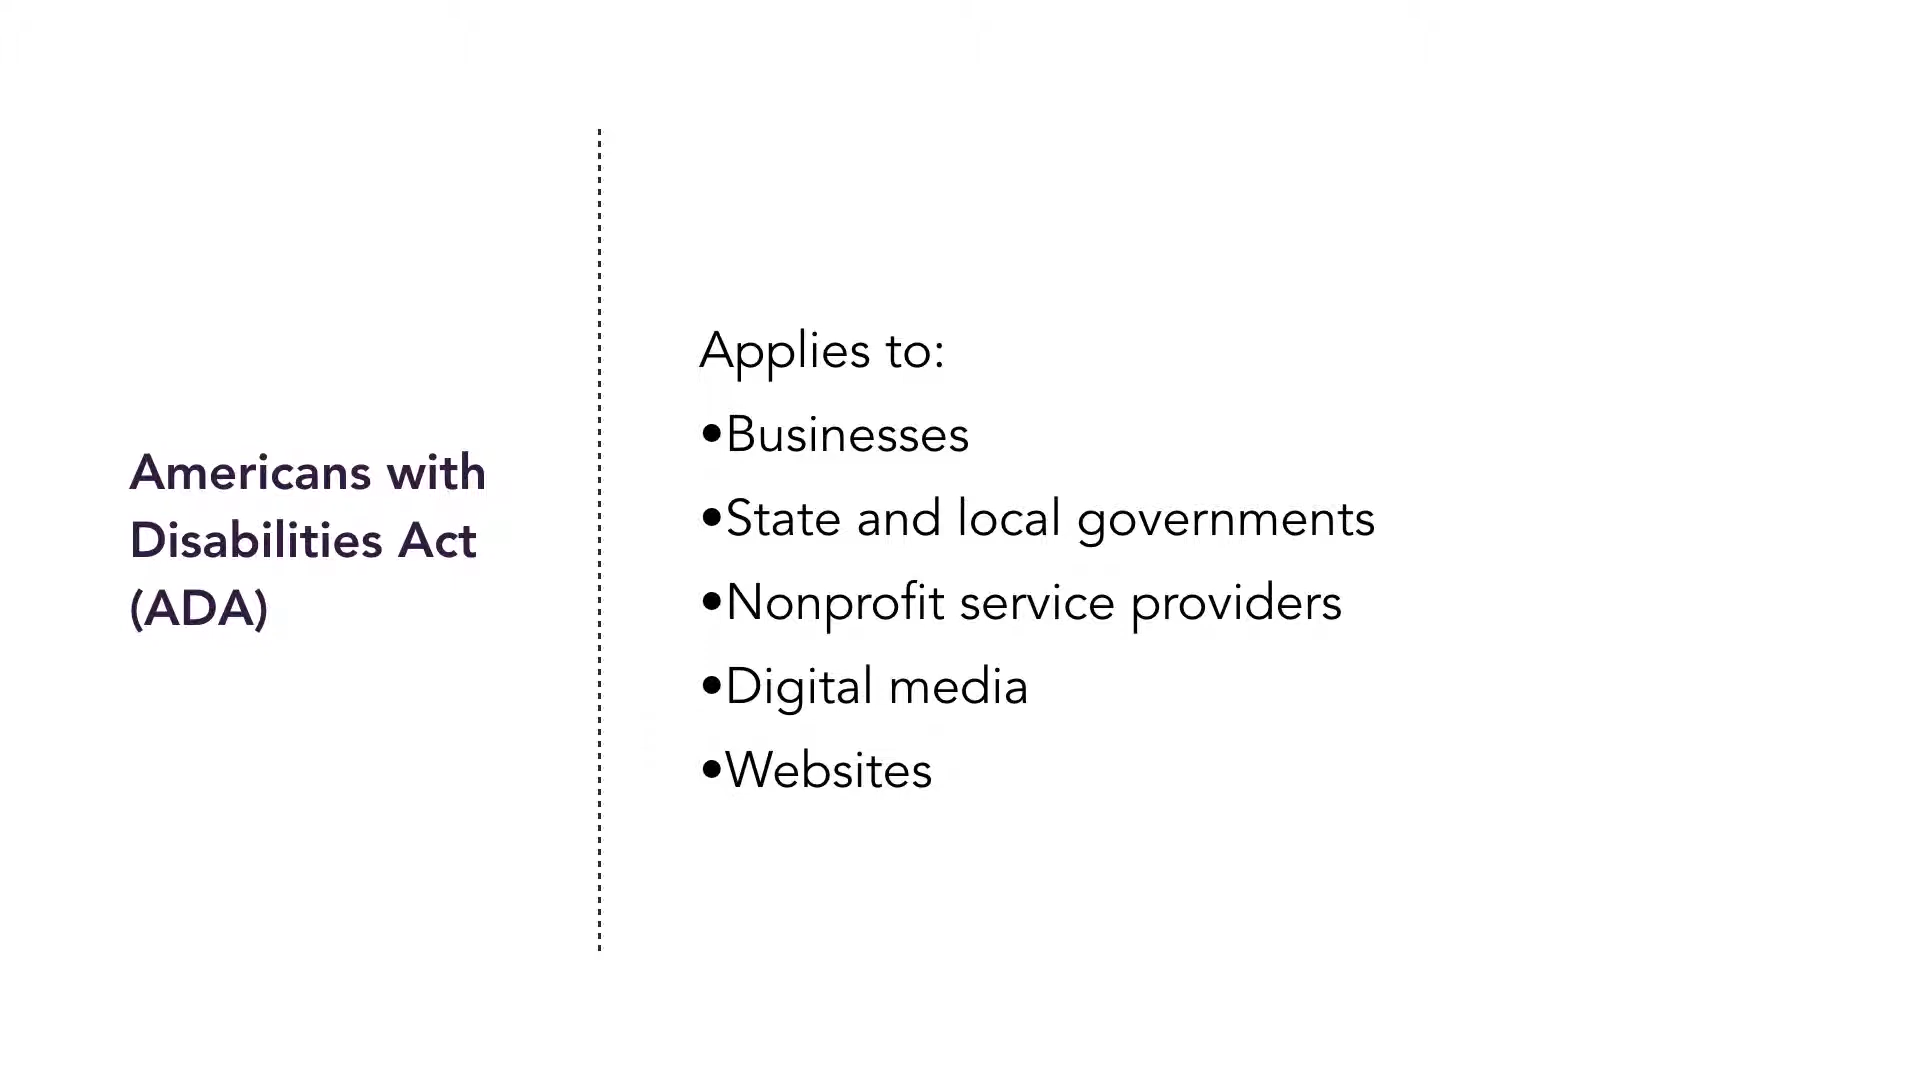 Americans with
Disabilities Act
(ADA)
Applies to:
•Businesses
•State and local governments
•Nonprofit service providers
•Digital media
•Websites